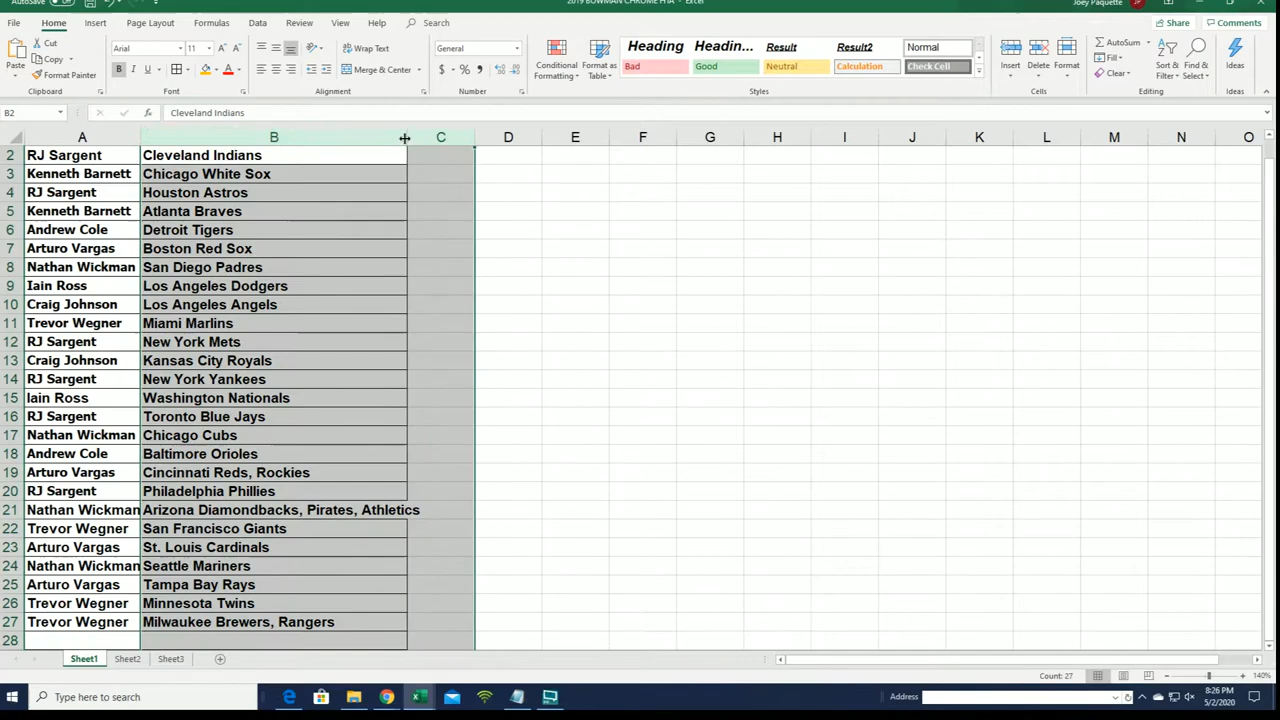 AutoSave Off 2019 BOWMAN CHROME HTA - Excel Joey Paquette JP
File Home Insert Page Layout Formulas Data Review View Help Search Share Comments
Paste Cut Copy Format Painter
Arial 11 B I U
Wrap Text Merge & Center
General $ % ,
Conditional Formatting Format as Table
Heading Headin... Result Result2 Normal
Bad Good Neutral Calculation Check Cell
Insert Delete Format
AutoSum Fill Clear Sort & Filter Find & Select Ideas
Clipboard Font Alignment Number Styles Cells Editing Ideas
B2 fx Cleveland Indians
A B C D E F G H I J K L M N O
2 RJ Sargent Cleveland Indians
3 Kenneth Barnett Chicago White Sox
4 RJ Sargent Houston Astros
5 Kenneth Barnett Atlanta Braves
6 Andrew Cole Detroit Tigers
7 Arturo Vargas Boston Red Sox
8 Nathan Wickman San Diego Padres
9 Iain Ross Los Angeles Dodgers
10 Craig Johnson Los Angeles Angels
11 Trevor Wegner Miami Marlins
12 RJ Sargent New York Mets
13 Craig Johnson Kansas City Royals
14 RJ Sargent New York Yankees
15 Iain Ross Washington Nationals
16 RJ Sargent Toronto Blue Jays
17 Nathan Wickman Chicago Cubs
18 Andrew Cole Baltimore Orioles
19 Arturo Vargas Cincinnati Reds, Rockies
20 RJ Sargent Philadelphia Phillies
21 Nathan Wickman Arizona Diamondbacks, Pirates, Athletics
22 Trevor Wegner San Francisco Giants
23 Arturo Vargas St. Louis Cardinals
24 Nathan Wickman Seattle Mariners
25 Arturo Vargas Tampa Bay Rays
26 Trevor Wegner Minnesota Twins
27 Trevor Wegner Milwaukee Brewers, Rangers
28
Sheet1 Sheet2 Sheet3
Count: 27 140%
Type here to search Address 8:26 PM
5/2/2020